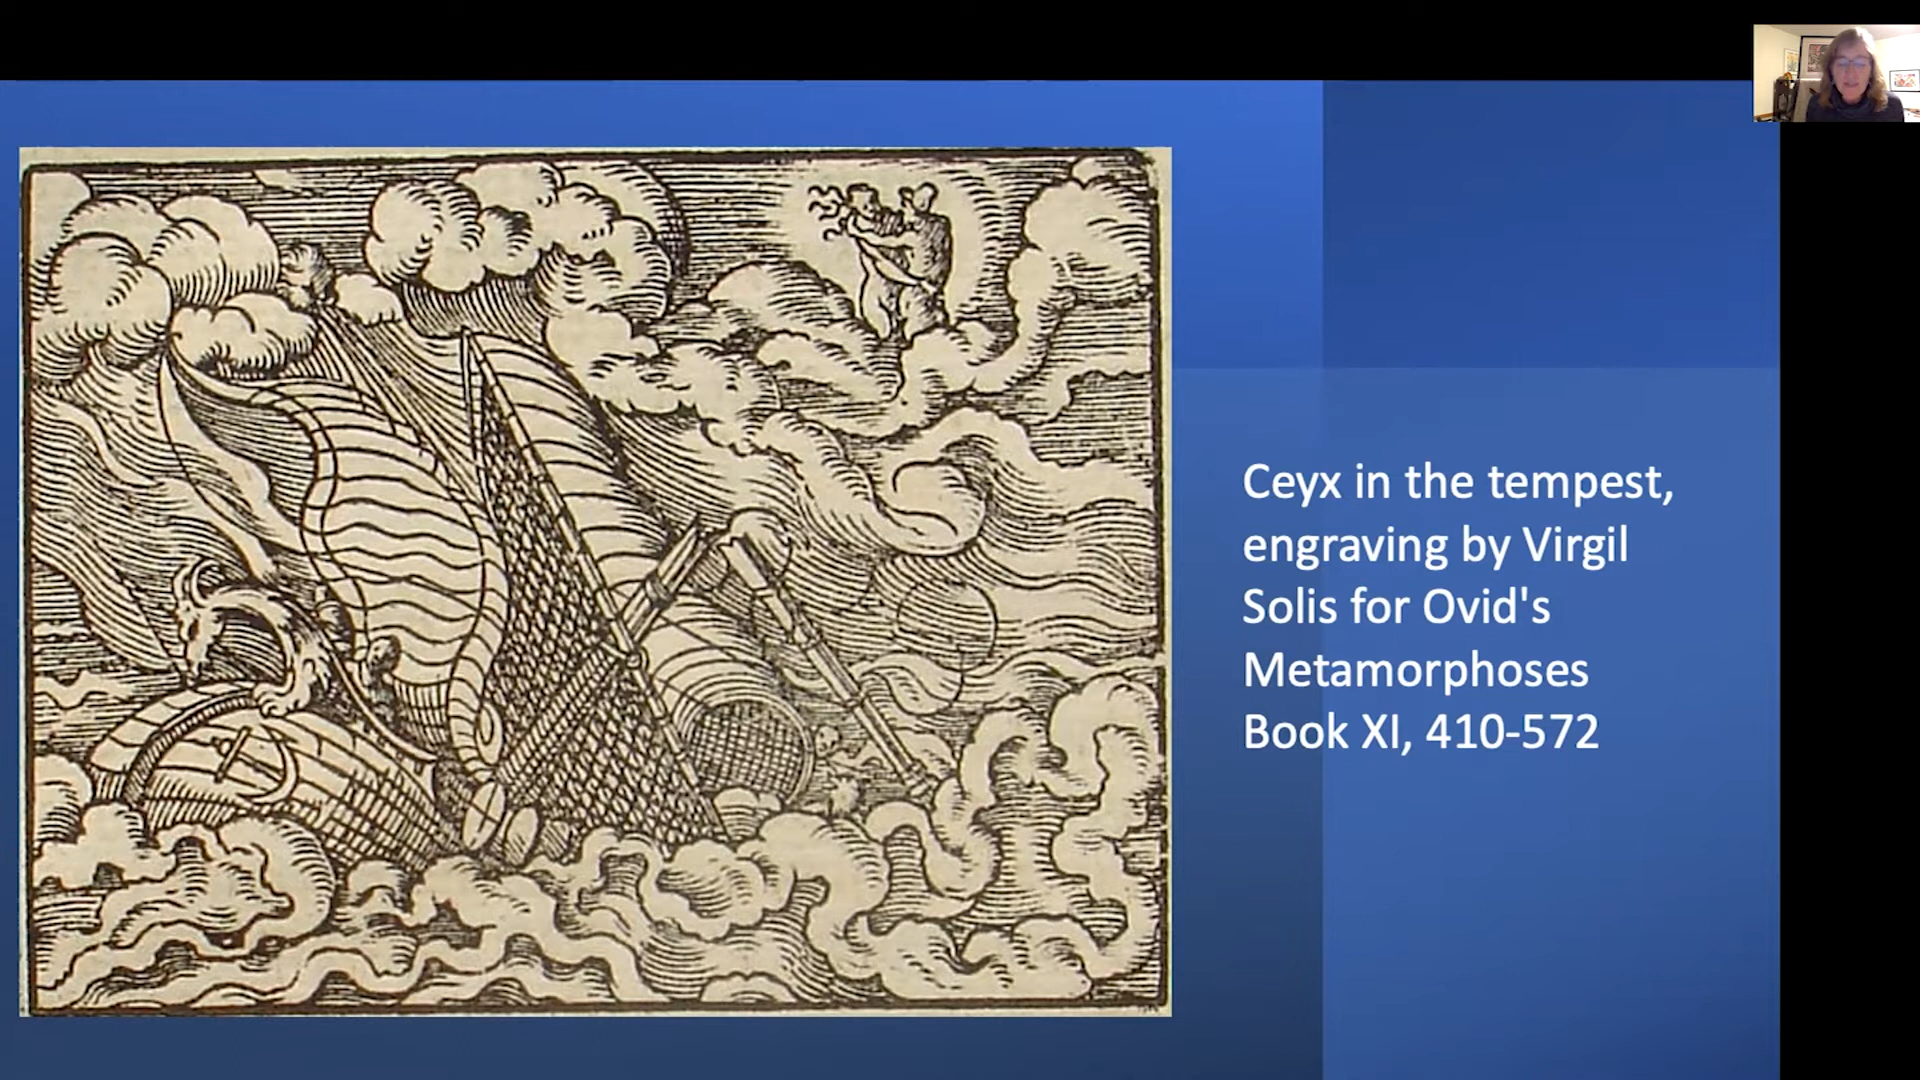 Ceyx in the tempest,
engraving by Virgil
Solis for Ovid's
Metamorphoses
Book XI, 410-572